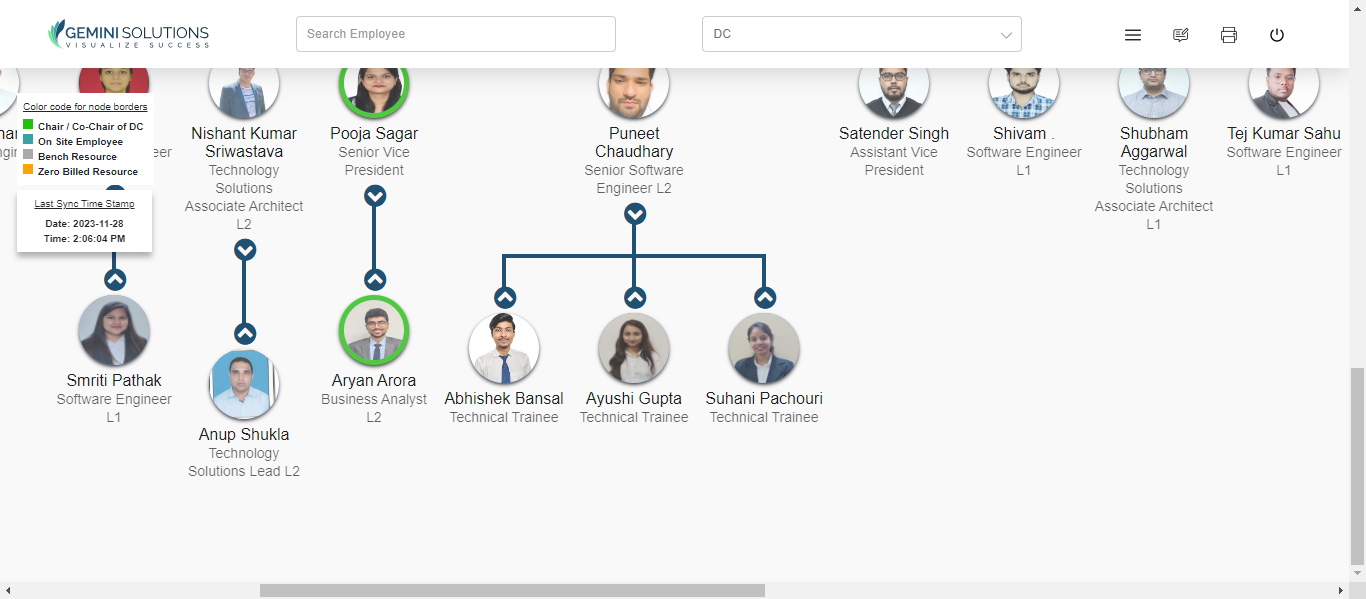 GEMINI SOLUTIONS
VISUALIZE SUCCESS
Search Employee
DC
Color code for node borders
Chair / Co-Chair of DC
On Site Employee
Bench Resource
Zero Billed Resource
Last Sync Time Stamp
Date: 2023-11-28
Time: 2:06:04 PM
Nishant Kumar
Sriwastava
Technology
Solutions
Associate Architect
L2
Pooja Sagar
Senior Vice
President
Puneet
Chaudhary
Senior Software
Engineer L2
Satender Singh
Assistant Vice
President
Shivam .
Software Engineer
L1
Shubham
Aggarwal
Technology
Solutions
Associate Architect
L1
Tej Kumar Sahu
Software Engineer
L1
Smriti Pathak
Software Engineer
L1
Anup Shukla
Technology
Solutions Lead L2
Aryan Arora
Business Analyst
L2
Abhishek Bansal
Technical Trainee
Ayushi Gupta
Technical Trainee
Suhani Pachouri
Technical Trainee